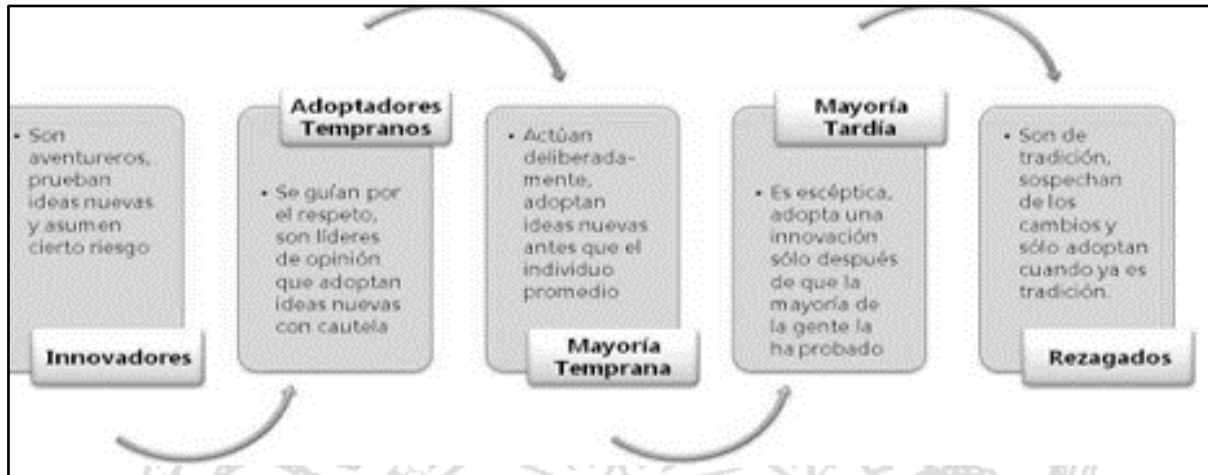 • Son
aventureros,
prueban
ideas nuevas
y asumen
cierto riesgo
Innovadores
Adoptadores
Tempranos
• Se guían por
el respeto,
son líderes
de opinión
que adoptan
ideas nuevas
con cautela
• Actúan
deliberada-
mente,
adoptan
ideas nuevas
antes que el
individuo
promedio
Mayoría
Temprana
Mayoría
Tardía
• Es escéptica,
adopta una
innovación
sólo después
de que la
mayoría de
la gente la
ha probado
• Son de
tradición,
sospechan
de los
cambios y
sólo adoptan
cuando ya es
tradición.
Rezagados